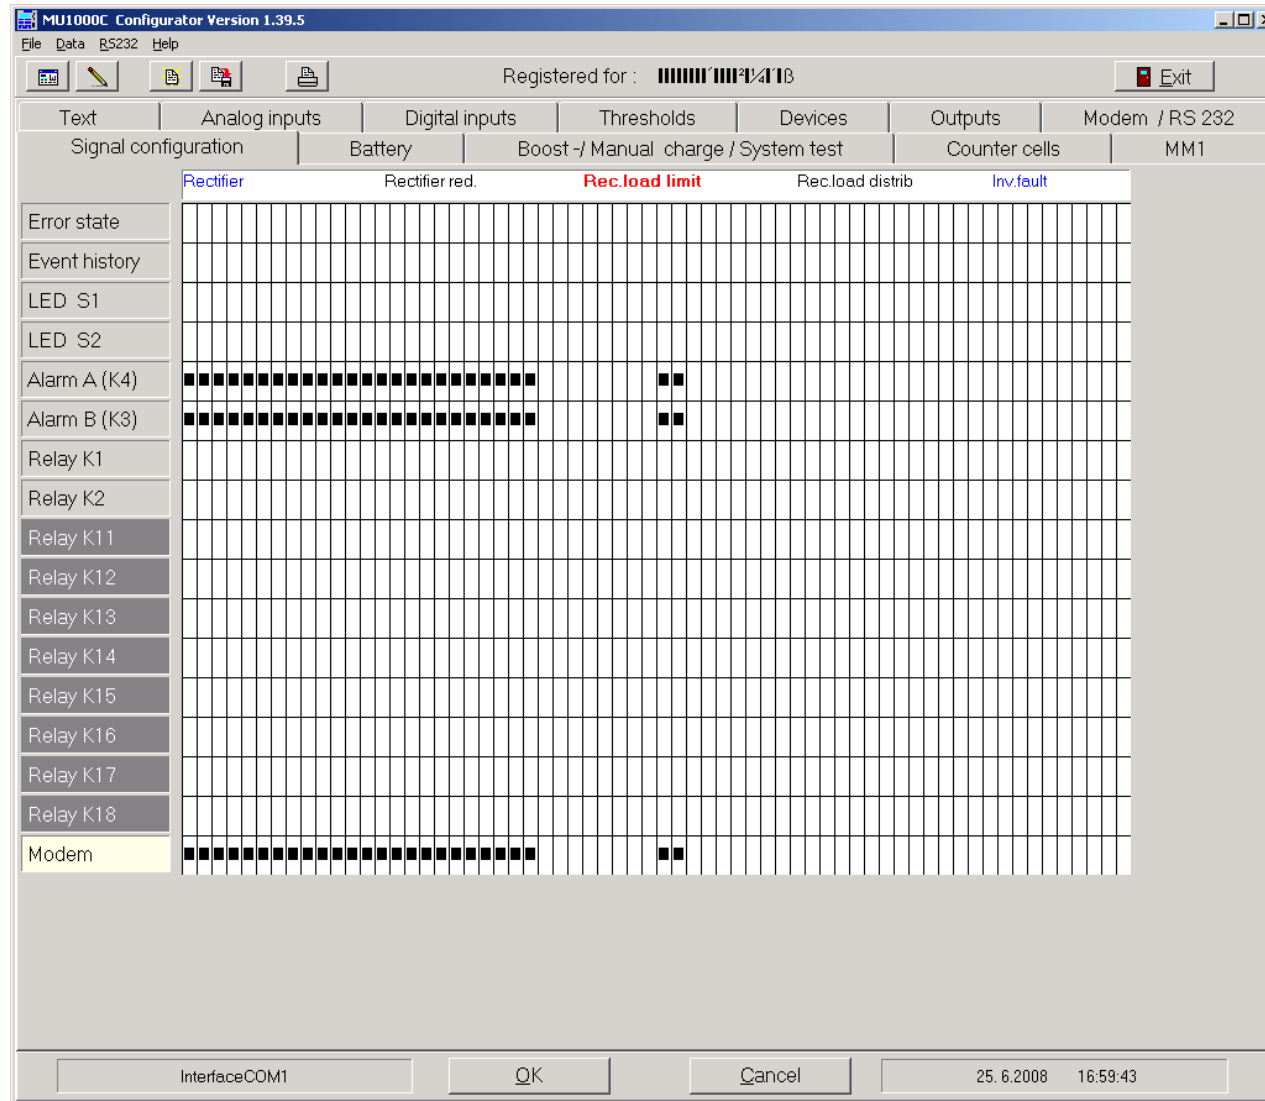 MU1000C Configurator Version 1.39.5
File Data RS232 Help
Registered for :
Exit
Text Analog inputs Digital inputs Thresholds Devices Outputs Modem / RS 232
Signal configuration Battery Boost -/ Manual charge / System test Counter cells MM1
Rectifier Rectifier red. Rec.load limit Rec.load distrib Inv.fault
Error state
Event history
LED S1
LED S2
Alarm A (K4)
Alarm B (K3)
Relay K1
Relay K2
Relay K11
Relay K12
Relay K13
Relay K14
Relay K15
Relay K16
Relay K17
Relay K18
Modem
InterfaceCOM1 OK Cancel 25. 6.2008 16:59:43